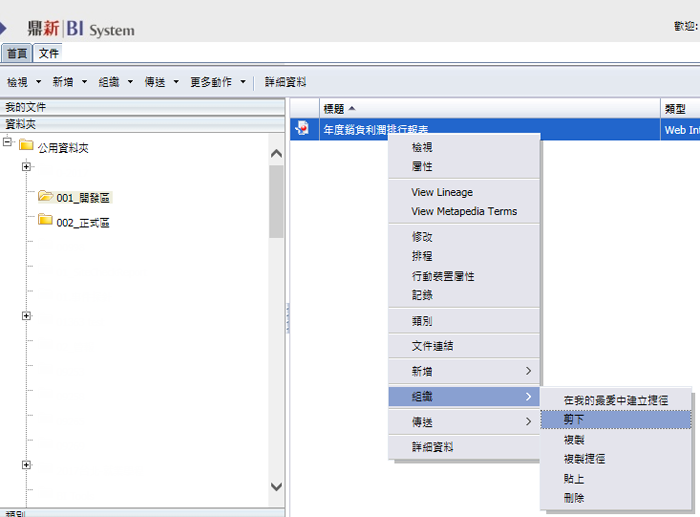 鼎新 BI System
歡迎:
首頁 文件
檢視 新增 組織 傳送 更多動作 詳細資料
我的文件
資料夾
公用資料夾
001_開發區
002_正式區
類別
標題 類型
年度銷貨利潤排行報表 Web Int
檢視
屬性
View Lineage
View Metapedia Terms
修改
排程
行動裝置屬性
記錄
類別
文件連結
新增
組織
傳送
詳細資料
在我的最愛中建立捷徑
剪下
複製
複製捷徑
貼上
刪除